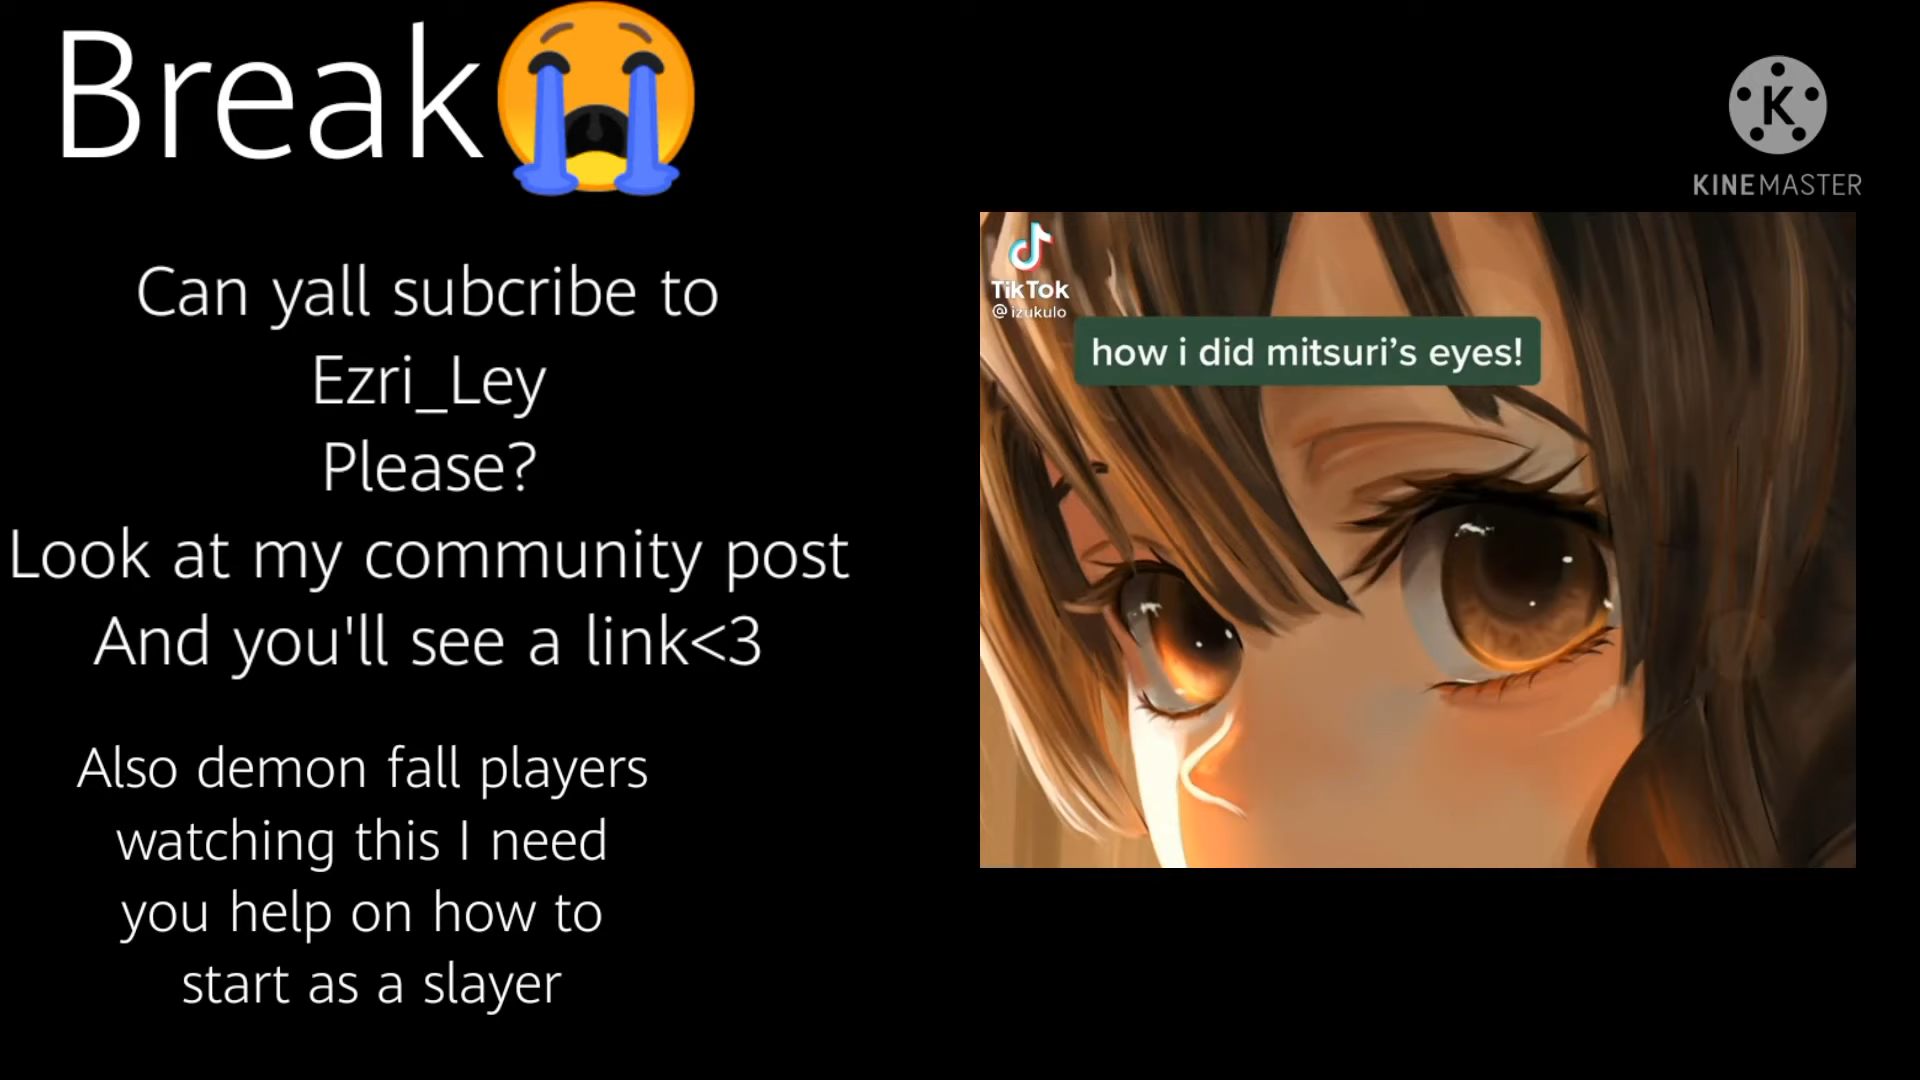 Break😭
Can yall subcribe to
Ezri_Ley
Please?
Look at my community post
And you'll see a link<3
Also demon fall players
watching this I need
you help on how to
start as a slayer
K
KINEMASTER
TikTok
@izukulo
how i did mitsuri's eyes!